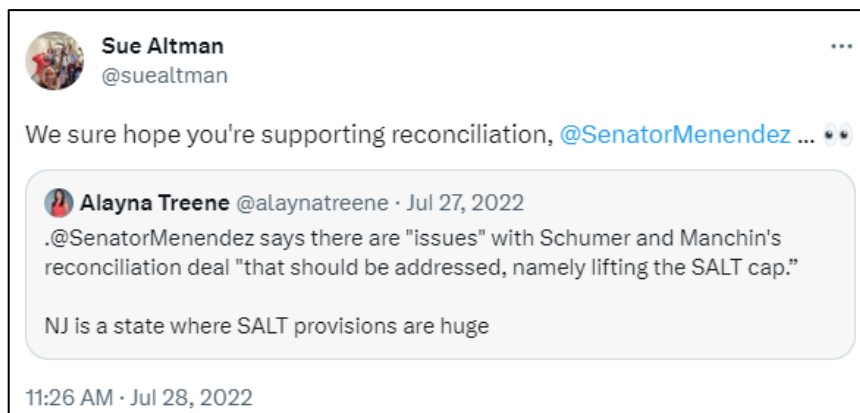 Sue Altman
@suealtman
We sure hope you're supporting reconciliation, @SenatorMenendez ... 👀
Alayna Treene @alaynatreene · Jul 27, 2022
.@SenatorMenendez says there are "issues" with Schumer and Manchin's
reconciliation deal "that should be addressed, namely lifting the SALT cap.”
NJ is a state where SALT provisions are huge
11:26 AM · Jul 28, 2022